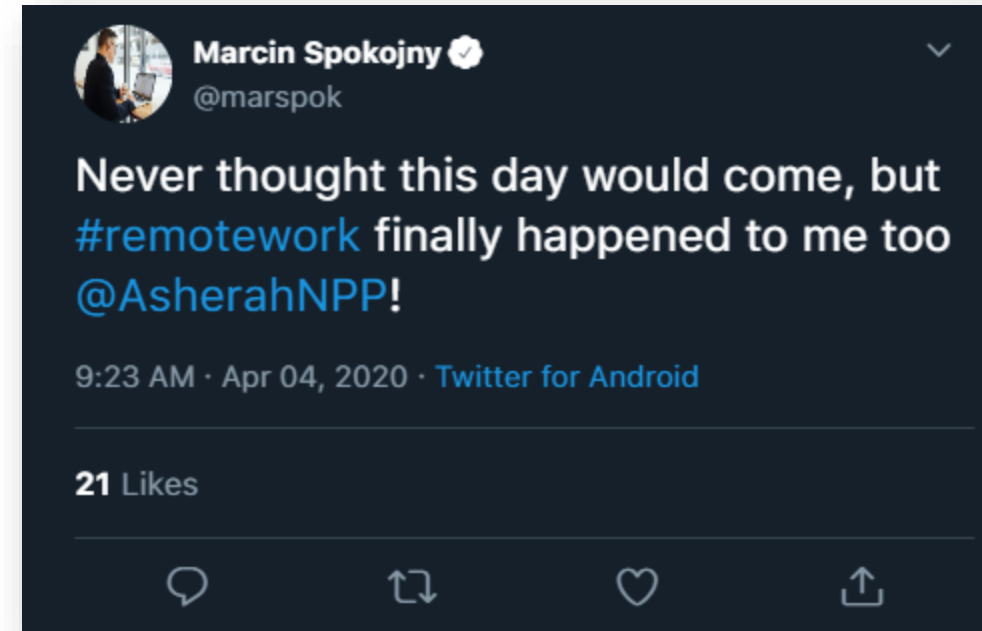 Marcin Spokojny
@marspok
Never thought this day would come, but
#remotework finally happened to me too
@AsherahNPP!
9:23 AM · Apr 04, 2020 · Twitter for Android
21 Likes